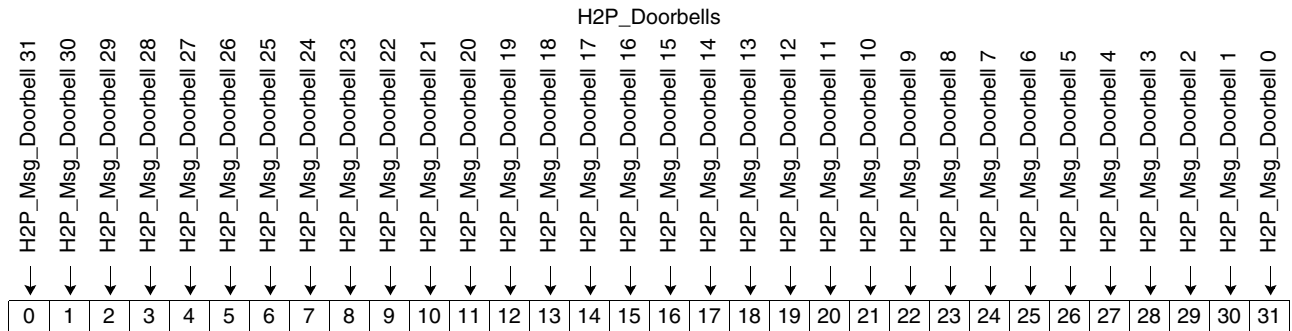 H2P_Doorbells
H2P_Msg_Doorbell 31
H2P_Msg_Doorbell 30
H2P_Msg_Doorbell 29
H2P_Msg_Doorbell 28
H2P_Msg_Doorbell 27
H2P_Msg_Doorbell 26
H2P_Msg_Doorbell 25
H2P_Msg_Doorbell 24
H2P_Msg_Doorbell 23
H2P_Msg_Doorbell 22
H2P_Msg_Doorbell 21
H2P_Msg_Doorbell 20
H2P_Msg_Doorbell 19
H2P_Msg_Doorbell 18
H2P_Msg_Doorbell 17
H2P_Msg_Doorbell 16
H2P_Msg_Doorbell 15
H2P_Msg_Doorbell 14
H2P_Msg_Doorbell 13
H2P_Msg_Doorbell 12
H2P_Msg_Doorbell 11
H2P_Msg_Doorbell 10
H2P_Msg_Doorbell 9
H2P_Msg_Doorbell 8
H2P_Msg_Doorbell 7
H2P_Msg_Doorbell 6
H2P_Msg_Doorbell 5
H2P_Msg_Doorbell 4
H2P_Msg_Doorbell 3
H2P_Msg_Doorbell 2
H2P_Msg_Doorbell 1
H2P_Msg_Doorbell 0
0 1 2 3 4 5 6 7 8 9 10 11 12 13 14 15 16 17 18 19 20 21 22 23 24 25 26 27 28 29 30 31